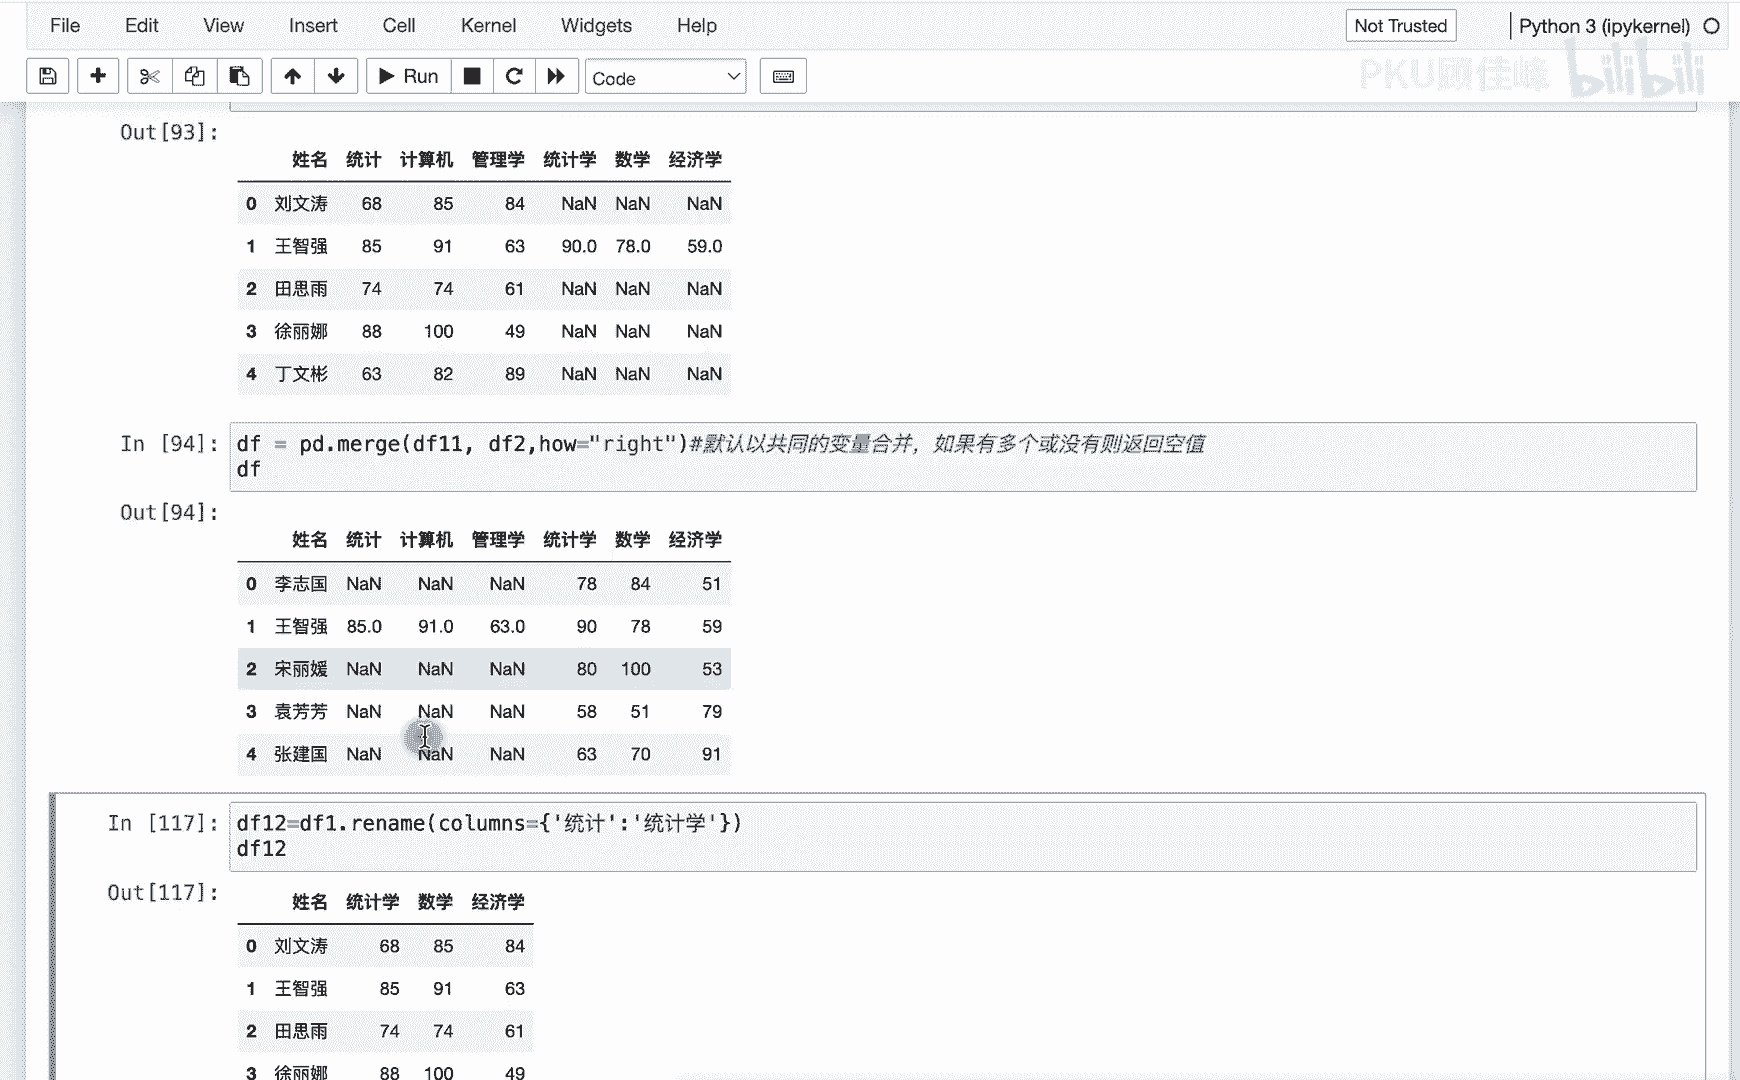 File Edit View Insert Cell Kernel Widgets Help Not Trusted Python 3 (ipykernel)
Run Code PKU顾佳峰 bilibili
Out[93]:
姓名 统计 计算机 管理学 统计学 数学 经济学
0 刘文涛 68 85 84 NaN NaN NaN
1 王智强 85 91 63 90.0 78.0 59.0
2 田思雨 74 74 61 NaN NaN NaN
3 徐丽娜 88 100 49 NaN NaN NaN
4 丁文彬 63 82 89 NaN NaN NaN
In [94]: df = pd.merge(df11, df2,how="right")#默认以共同的变量合并，如果有多个或没有则返回空值
df
Out[94]:
姓名 统计 计算机 管理学 统计学 数学 经济学
0 李志国 NaN NaN NaN 78 84 51
1 王智强 85.0 91.0 63.0 90 78 59
2 宋丽媛 NaN NaN NaN 80 100 53
3 袁芳芳 NaN NaN NaN 58 51 79
4 张建国 NaN NaN NaN 63 70 91
In [117]: df12=df1.rename(columns={'统计':'统计学'})
df12
Out[117]:
姓名 统计学 数学 经济学
0 刘文涛 68 85 84
1 王智强 85 91 63
2 田思雨 74 74 61
3 徐丽娜 88 100 49